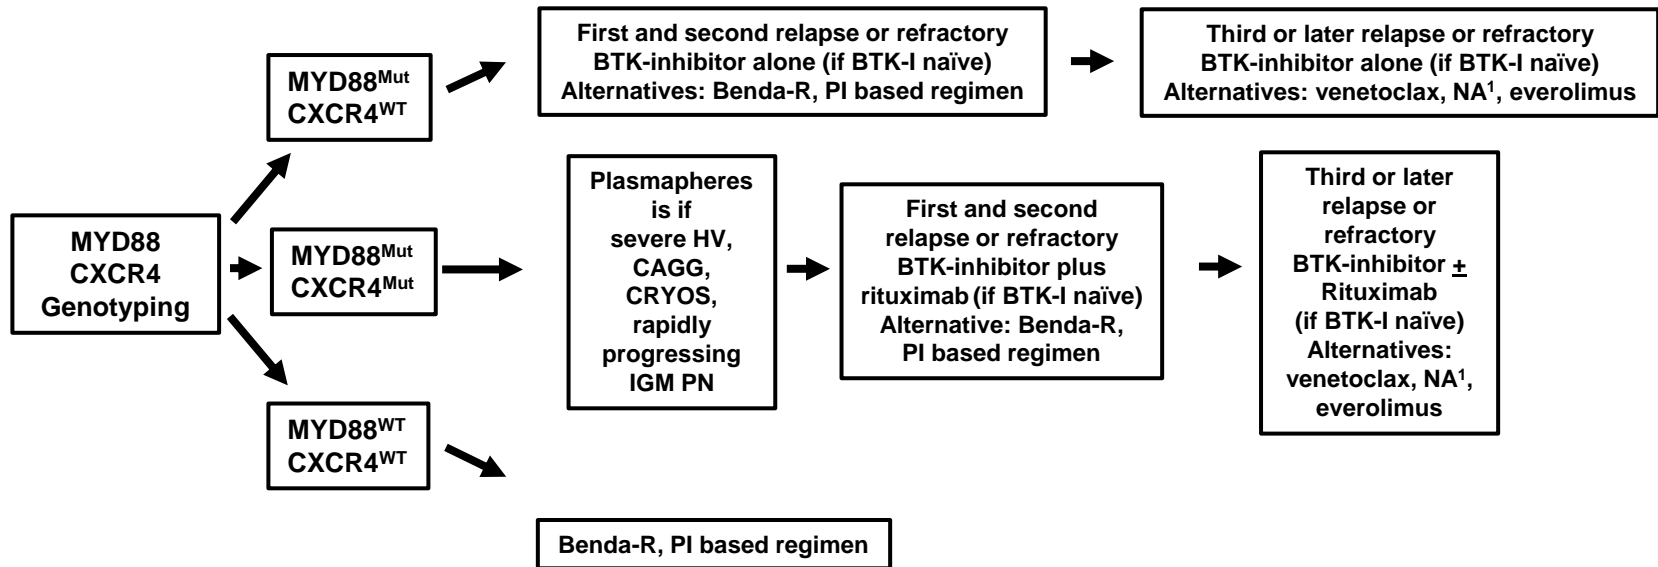 MYD88
CXCR4
Genotyping
MYD88ᴹᵘᵗ
CXCR4ᵂᵀ
First and second relapse or refractory
BTK-inhibitor alone (if BTK-I naïve)
Alternatives: Benda-R, PI based regimen
Third or later relapse or refractory
BTK-inhibitor alone (if BTK-I naïve)
Alternatives: venetoclax, NA¹, everolimus
MYD88ᴹᵘᵗ
CXCR4ᴹᵘᵗ
Plasmapheres
is if
severe HV,
CAGG,
CRYOS,
rapidly
progressing
IGM PN
First and second
relapse or refractory
BTK-inhibitor plus
rituximab (if BTK-I naïve)
Alternative: Benda-R,
PI based regimen
Third or later
relapse or
refractory
BTK-inhibitor ±
Rituximab
(if BTK-I naïve)
Alternatives:
venetoclax, NA¹,
everolimus
MYD88ᵂᵀ
CXCR4ᵂᵀ
Benda-R, PI based regimen